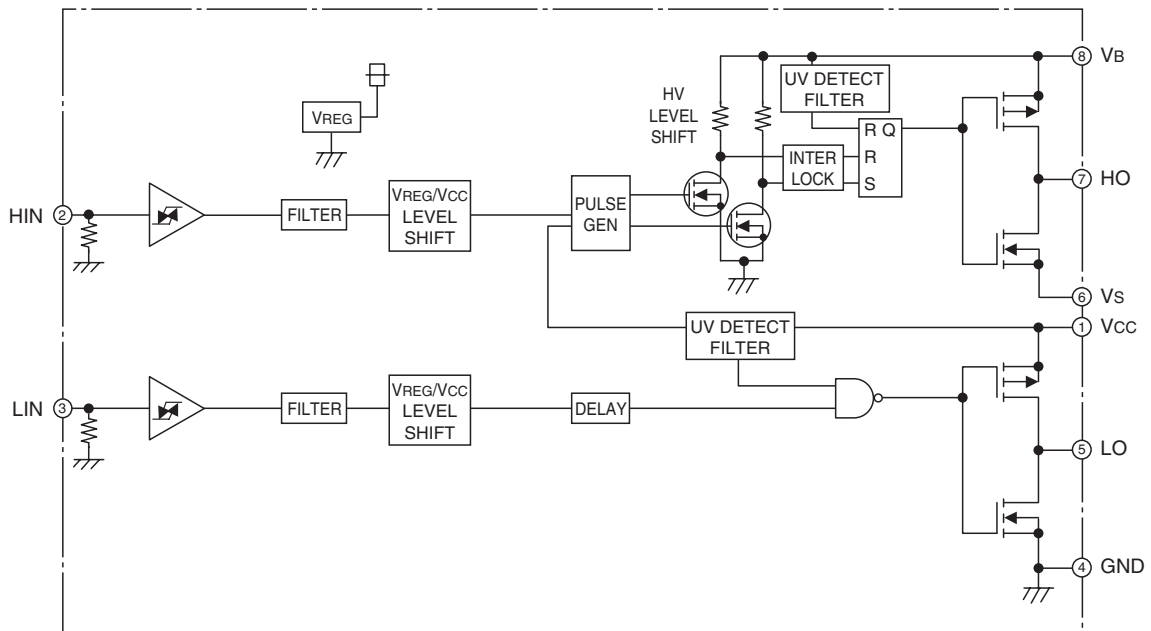 8 VB
UV DETECT
FILTER
HV
LEVEL
SHIFT
VREG
R Q
R
S
INTER
LOCK
7 HO
HIN 2
FILTER
VREG/VCC
LEVEL
SHIFT
PULSE
GEN
6 VS
1 VCC
UV DETECT
FILTER
LIN 3
FILTER
VREG/VCC
LEVEL
SHIFT
DELAY
5 LO
4 GND